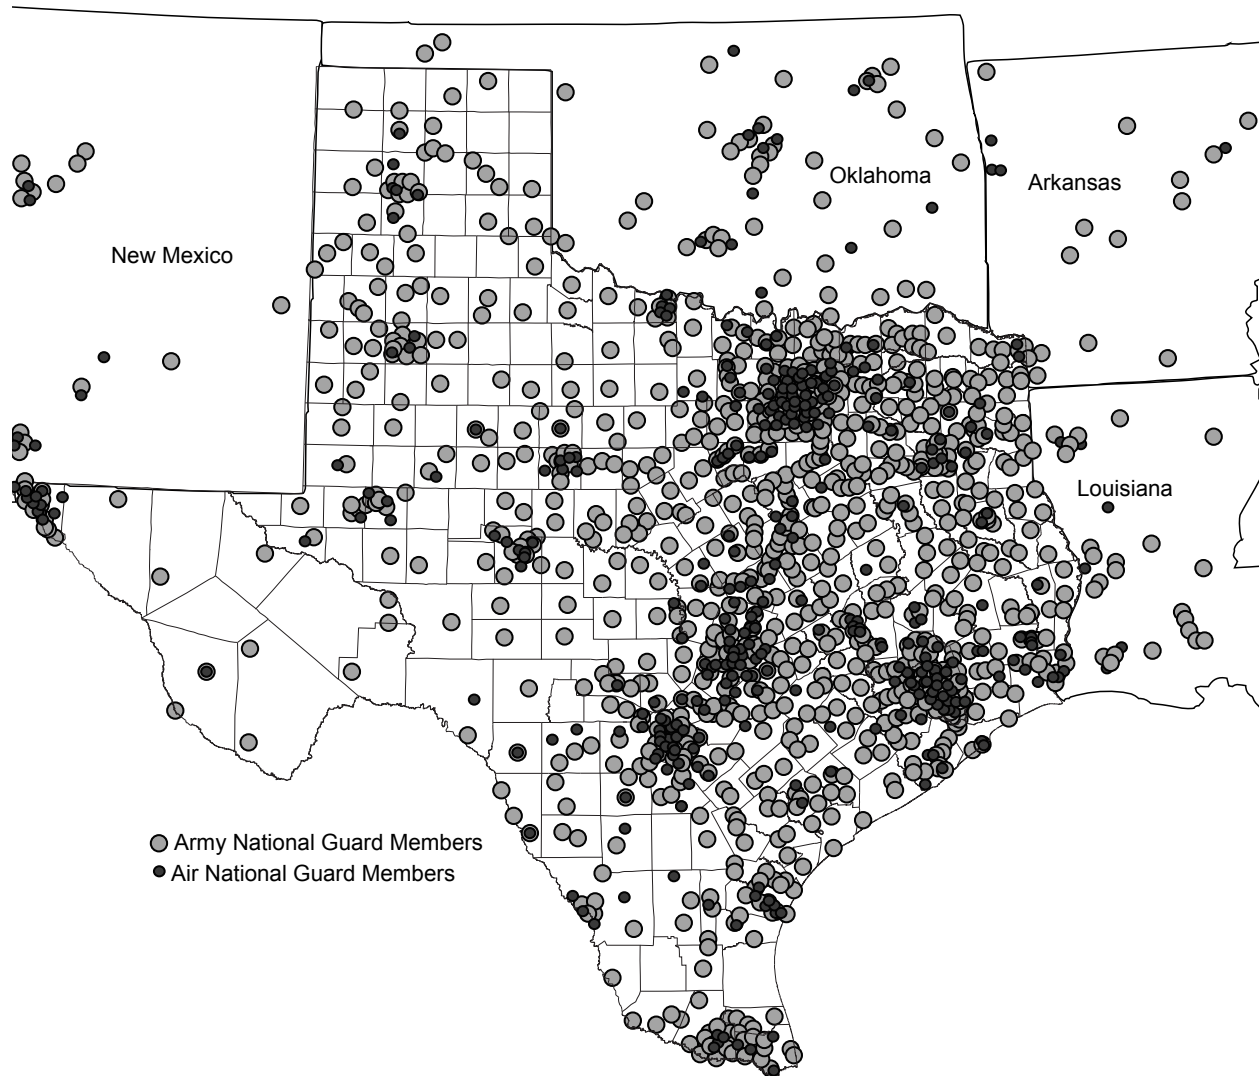 Oklahoma
Arkansas
New Mexico
Louisiana
Army National Guard Members
Air National Guard Members